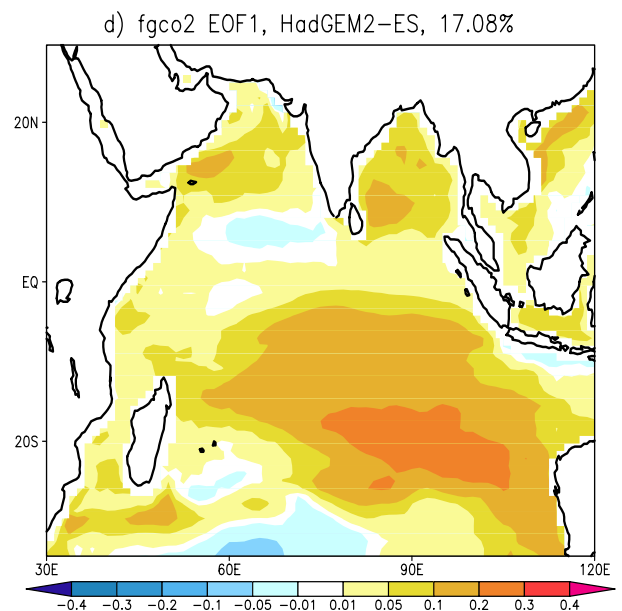 d) fgco2 EOF1, HadGEM2-ES, 17.08%
20N
EQ
20S
30E 60E 90E 120E
-0.4 -0.3 -0.2 -0.1 -0.05 -0.01 0.01 0.05 0.1 0.2 0.3 0.4